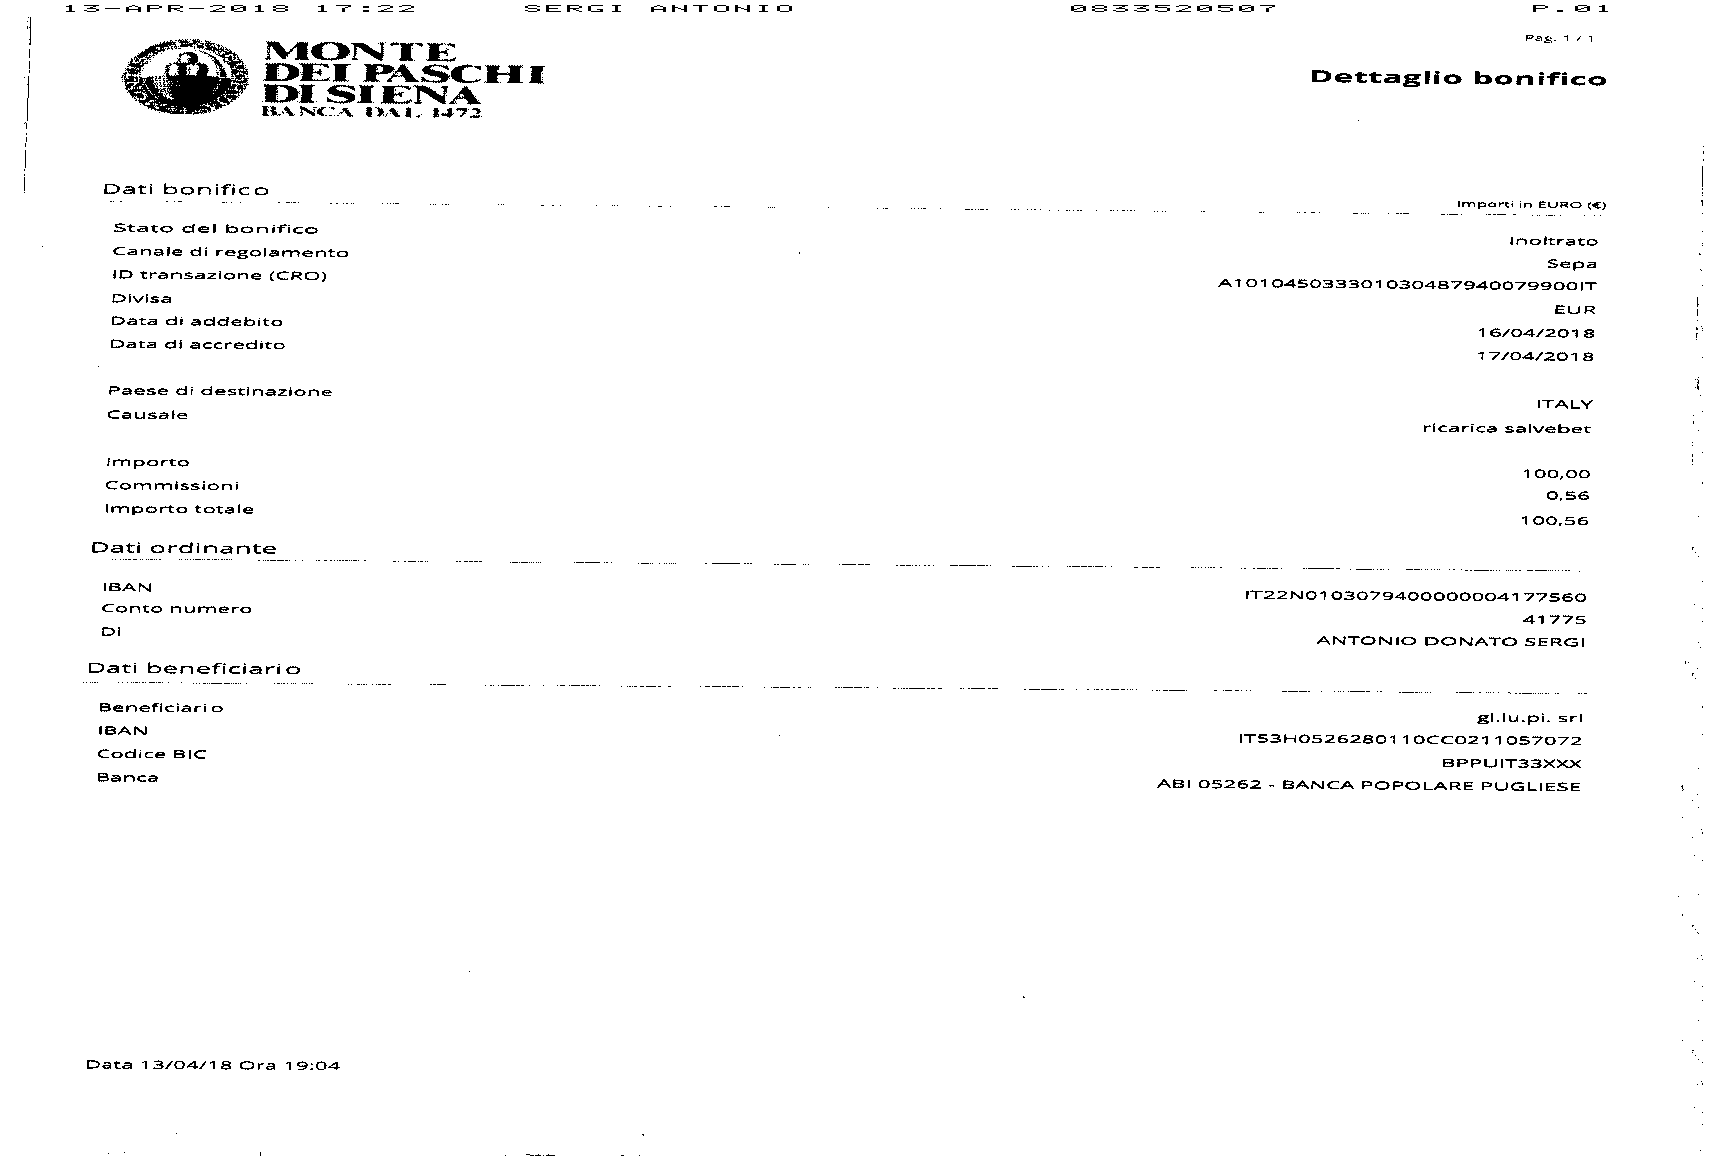 13-APR-2018 17:22 SERGI ANTONIO 0833520507 P.01
Pag. 1 / 1
MONTE
DEI PASCHI
DI SIENA
BANCA DAL 1472
Dettaglio bonifico
Dati bonifico
Importi in EURO (€)
Stato del bonifico Inoltrato
Canale di regolamento Sepa
ID transazione (CRO) A101045033301030487940079900IT
Divisa EUR
Data di addebito 16/04/2018
Data di accredito 17/04/2018
Paese di destinazione ITALY
Causale ricarica salvebet
Importo 100,00
Commissioni 0,56
Importo totale 100,56
Dati ordinante
IBAN IT22N0103079400000004177560
Conto numero 41775
Di ANTONIO DONATO SERGI
Dati beneficiario
Beneficiario gi.lu.pi. srl
IBAN IT53H0526280110CC0211057072
Codice BIC BPPUIT33XXX
Banca ABI 05262 - BANCA POPOLARE PUGLIESE
Data 13/04/18 Ora 19:04